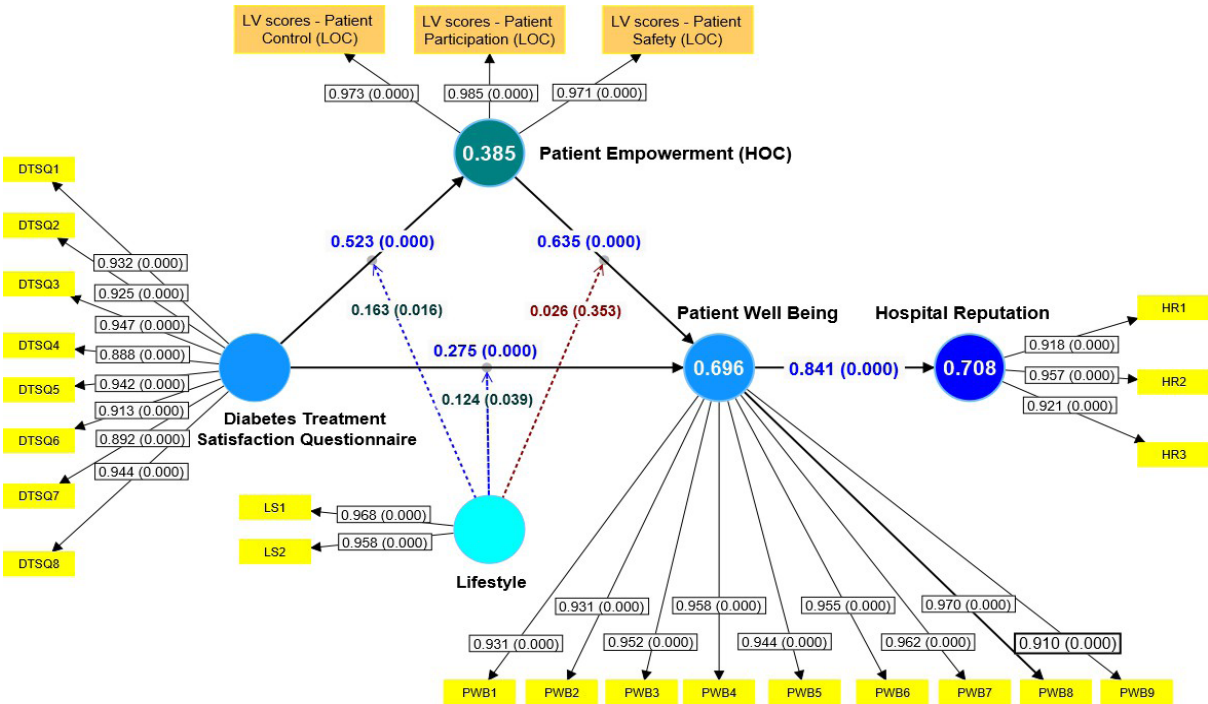 LV scores - Patient
Control (LOC)
LV scores - Patient
Participation (LOC)
LV scores - Patient
Safety (LOC)
0.973 (0.000)
0.985 (0.000)
0.971 (0.000)
0.385
Patient Empowerment (HOC)
DTSQ1
DTSQ2
DTSQ3
DTSQ4
DTSQ5
DTSQ6
DTSQ7
DTSQ8
0.932 (0.000)
0.925 (0.000)
0.947 (0.000)
0.888 (0.000)
0.942 (0.000)
0.913 (0.000)
0.892 (0.000)
0.944 (0.000)
Diabetes Treatment
Satisfaction Questionnaire
0.523 (0.000)
0.635 (0.000)
0.163 (0.016)
0.026 (0.353)
0.275 (0.000)
0.124 (0.039)
Patient Well Being
0.696
0.841 (0.000)
Hospital Reputation
0.708
0.918 (0.000)
0.957 (0.000)
0.921 (0.000)
HR1
HR2
HR3
LS1
LS2
0.968 (0.000)
0.958 (0.000)
Lifestyle
0.931 (0.000)
0.931 (0.000)
0.952 (0.000)
0.958 (0.000)
0.944 (0.000)
0.955 (0.000)
0.962 (0.000)
0.970 (0.000)
0.910 (0.000)
PWB1
PWB2
PWB3
PWB4
PWB5
PWB6
PWB7
PWB8
PWB9